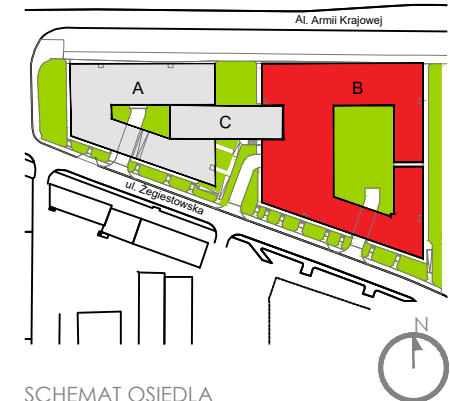 Al. Armii Krajowej
A
B
C
ul. Żegiestowska
N
SCHEMAT OSIEDLA